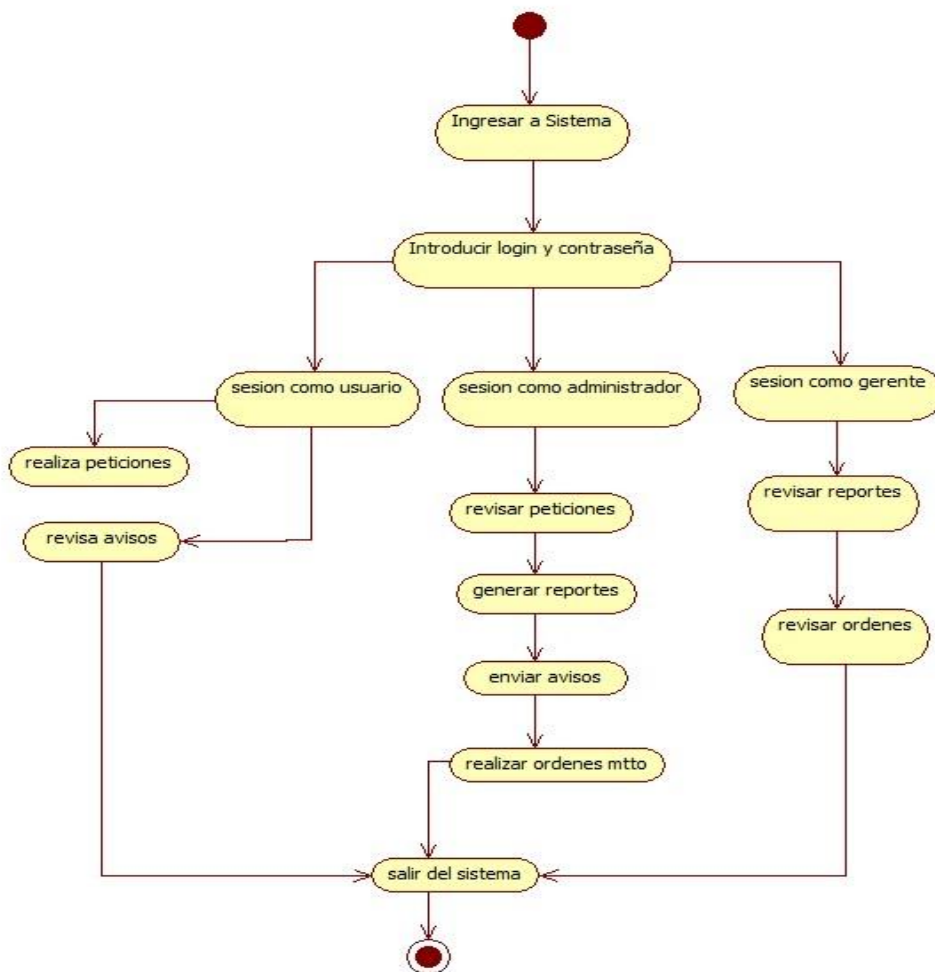 Ingresar a Sistema
Introducir login y contraseña
sesion como usuario
sesion como administrador
sesion como gerente
realiza peticiones
revisa avisos
revisar peticiones
generar reportes
enviar avisos
realizar ordenes mtto
revisar reportes
revisar ordenes
salir del sistema